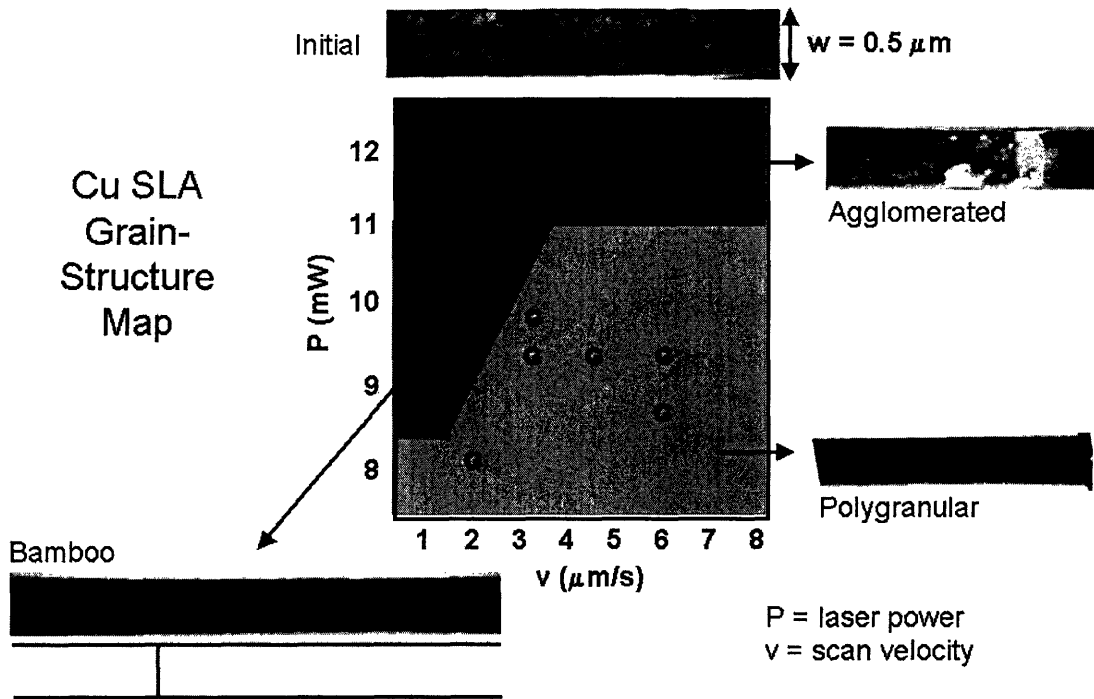 Initial
w = 0.5 μm
Cu SLA
Grain-
Structure
Map
12
11
10
9
8
P (mW)
1 2 3 4 5 6 7 8
v (μm/s)
Agglomerated
Polygranular
Bamboo
P = laser power
v = scan velocity